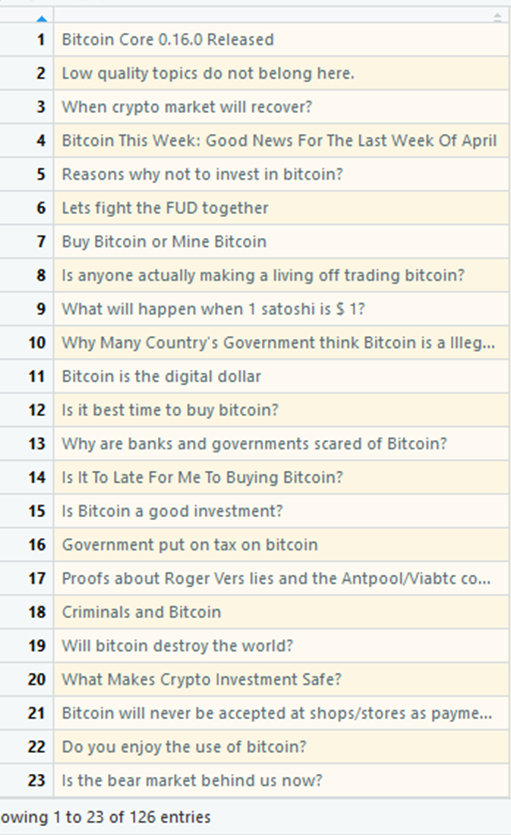 1 Bitcoin Core 0.16.0 Released
2 Low quality topics do not belong here.
3 When crypto market will recover?
4 Bitcoin This Week: Good News For The Last Week Of April
5 Reasons why not to invest in bitcoin?
6 Lets fight the FUD together
7 Buy Bitcoin or Mine Bitcoin
8 Is anyone actually making a living off trading bitcoin?
9 What will happen when 1 satoshi is $ 1?
10 Why Many Country's Government think Bitcoin is a Illeg...
11 Bitcoin is the digital dollar
12 Is it best time to buy bitcoin?
13 Why are banks and governments scared of Bitcoin?
14 Is It To Late For Me To Buying Bitcoin?
15 Is Bitcoin a good investment?
16 Government put on tax on bitcoin
17 Proofs about Roger Vers lies and the Antpool/Viabtc co...
18 Criminals and Bitcoin
19 Will bitcoin destroy the world?
20 What Makes Crypto Investment Safe?
21 Bitcoin will never be accepted at shops/stores as payme...
22 Do you enjoy the use of bitcoin?
23 Is the bear market behind us now?
owing 1 to 23 of 126 entries